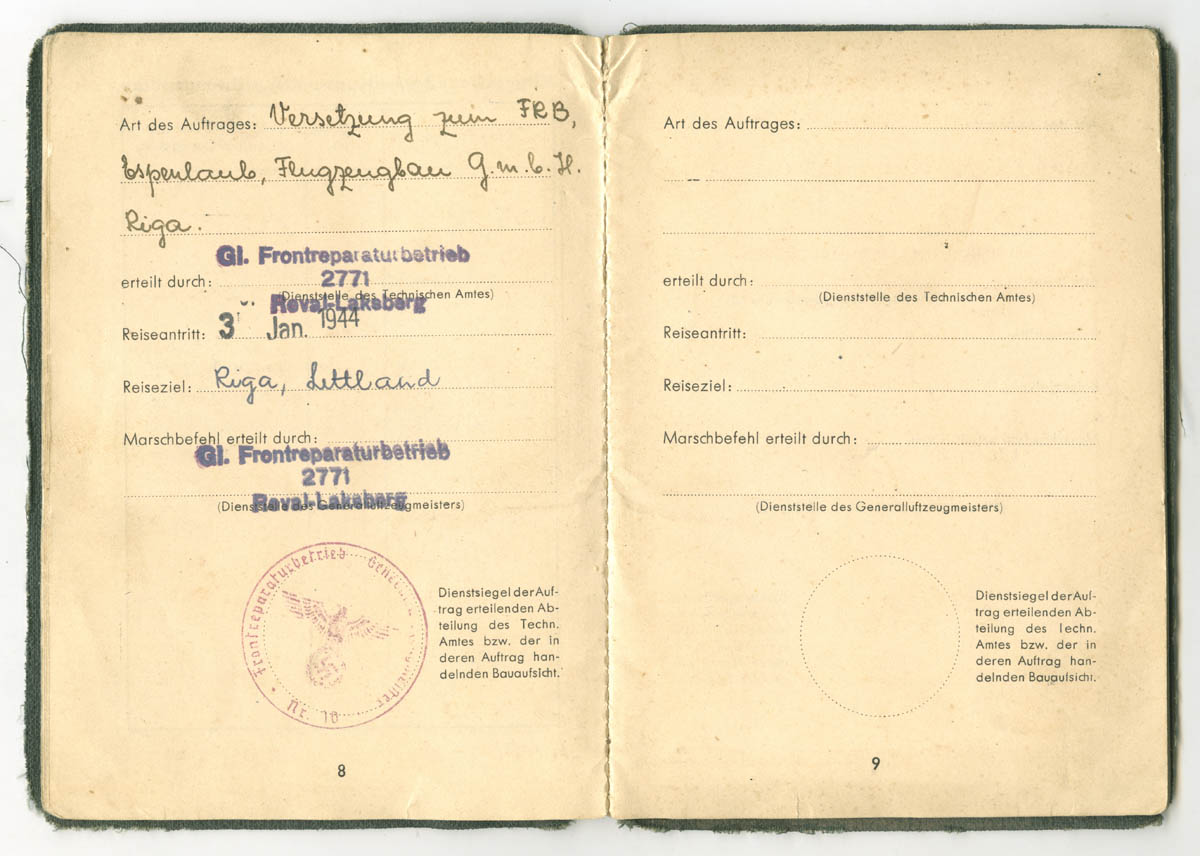 Art des Auftrages: Versetzung zum FRB,
Espenlaub, Flugzeugbau G.m.b.H.
Riga.
Gl. Frontreparaturbetrieb
erteilt durch: 2771
(Dienststelle des Technischen Amtes)
Reval-Laksberg
Reiseantritt: 3 Jan. 1944
Reiseziel: Riga, Lettland
Marschbefehl erteilt durch:
Gl. Frontreparaturbetrieb
2771
Reval-Laksberg
(Dienststelle des Generalluftzeugmeisters)
Frontreparaturbetrieb
Nr. 10
Dienstsiegel der Auf-
trag erteilenden Ab-
teilung des Techn.
Amtes bzw. der in
deren Auftrag han-
delnden Bauaufsicht.
8
Art des Auftrages:
erteilt durch:
(Dienststelle des Technischen Amtes)
Reiseantritt:
Reiseziel:
Marschbefehl erteilt durch:
(Dienststelle des Generalluftzeugmeisters)
Dienstsiegel der Auf-
trag erteilenden Ab-
teilung des Techn.
Amtes bzw. der in
deren Auftrag han-
delnden Bauaufsicht.
9